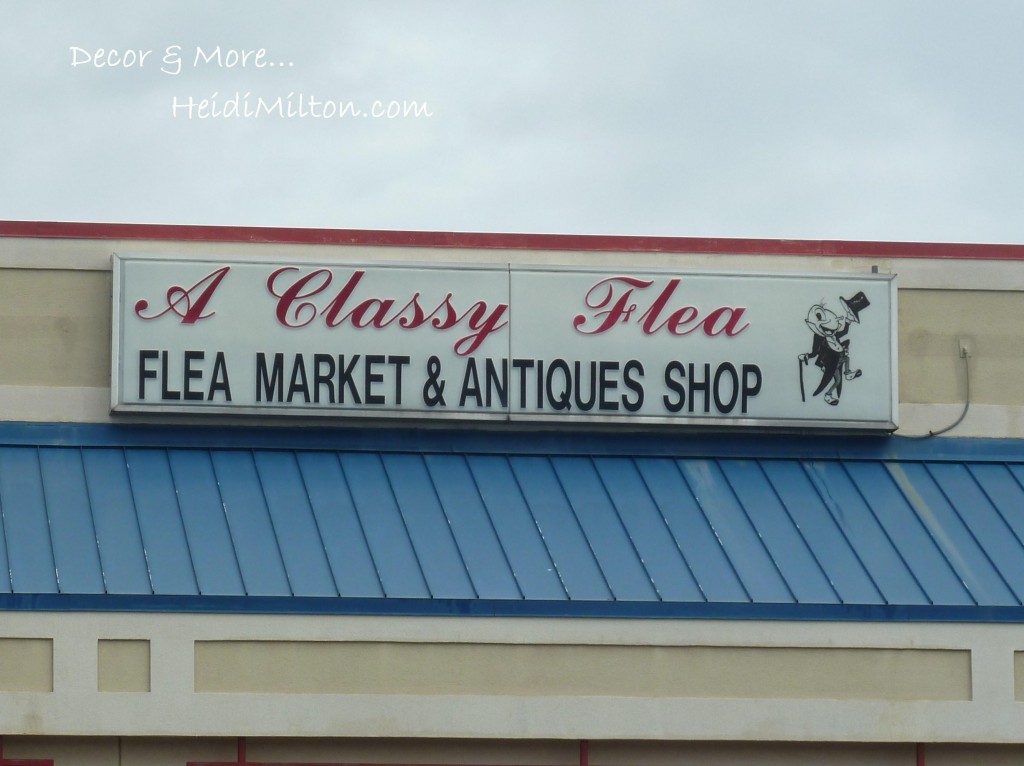 Decor & More...
HeidiMilton.com
A Classy Flea
FLEA MARKET & ANTIQUES SHOP